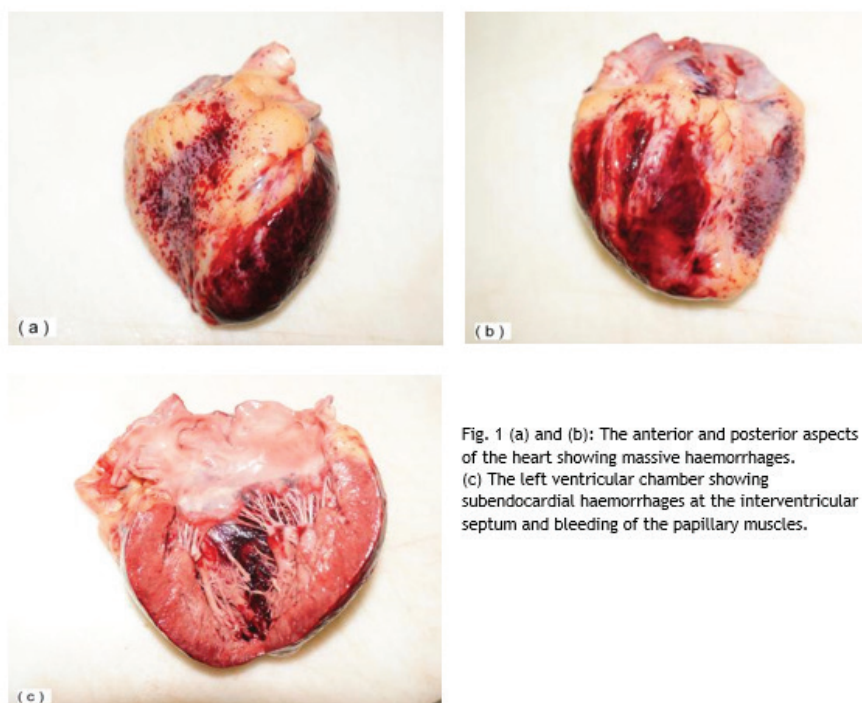 (a)
(b)
(c)
Fig. 1 (a) and (b): The anterior and posterior aspects
of the heart showing massive haemorrhages.
(c) The left ventricular chamber showing
subendocardial haemorrhages at the interventricular
septum and bleeding of the papillary muscles.